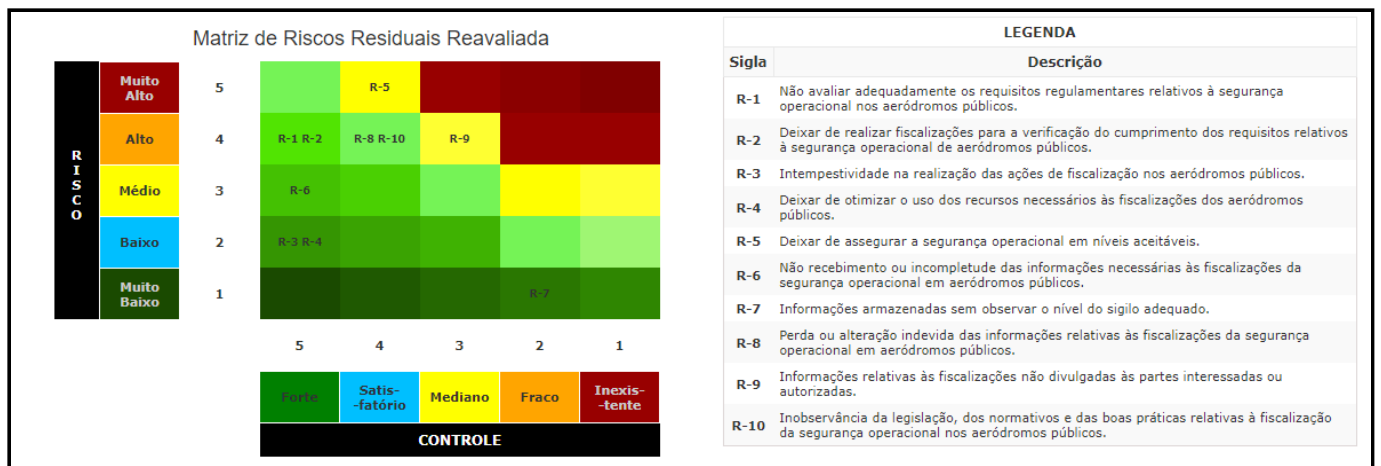 Matriz de Riscos Residuais Reavaliada
RISCO
Muito
Alto
5
R-5
Alto
4
R-1 R-2
R-8 R-10
R-9
Médio
3
R-6
Baixo
2
R-3 R-4
Muito
Baixo
1
R-7
5
4
3
2
1
Forte
Satis-
-fatório
Mediano
Fraco
Inexis-
-tente
CONTROLE
LEGENDA
Sigla
Descrição
R-1
Não avaliar adequadamente os requisitos regulamentares relativos à segurança
operacional nos aeródromos públicos.
R-2
Deixar de realizar fiscalizações para a verificação do cumprimento dos requisitos relativos
à segurança operacional de aeródromos públicos.
R-3
Intempestividade na realização das ações de fiscalização nos aeródromos públicos.
R-4
Deixar de otimizar o uso dos recursos necessários às fiscalizações dos aeródromos
públicos.
R-5
Deixar de assegurar a segurança operacional em níveis aceitáveis.
R-6
Não recebimento ou incompletude das informações necessárias às fiscalizações da
segurança operacional em aeródromos públicos.
R-7
Informações armazenadas sem observar o nível do sigilo adequado.
R-8
Perda ou alteração indevida das informações relativas às fiscalizações da segurança
operacional em aeródromos públicos.
R-9
Informações relativas às fiscalizações não divulgadas às partes interessadas ou
autorizadas.
R-10
Inobservância da legislação, dos normativos e das boas práticas relativas à fiscalização
da segurança operacional nos aeródromos públicos.